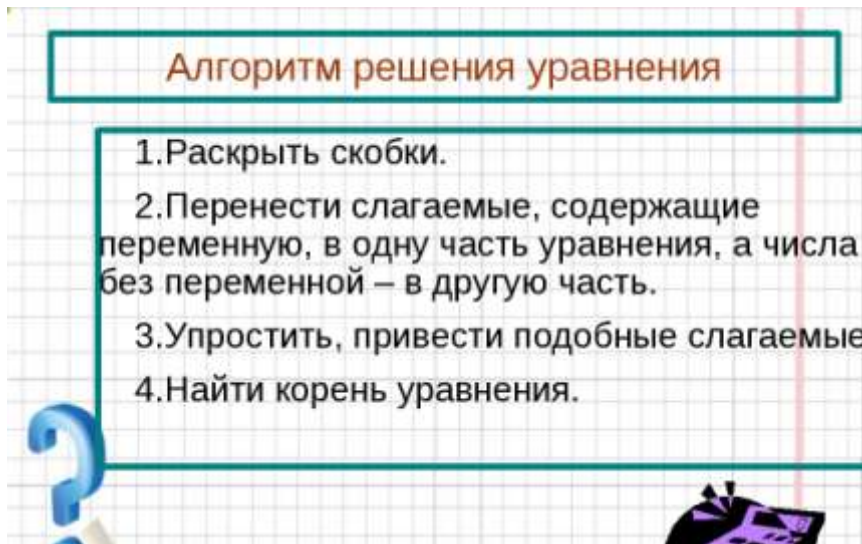 Алгоритм решения уравнения
1.Раскрыть скобки.
2.Перенести слагаемые, содержащие
переменную, в одну часть уравнения, а числа
без переменной – в другую часть.
3.Упростить, привести подобные слагаемые
4.Найти корень уравнения.